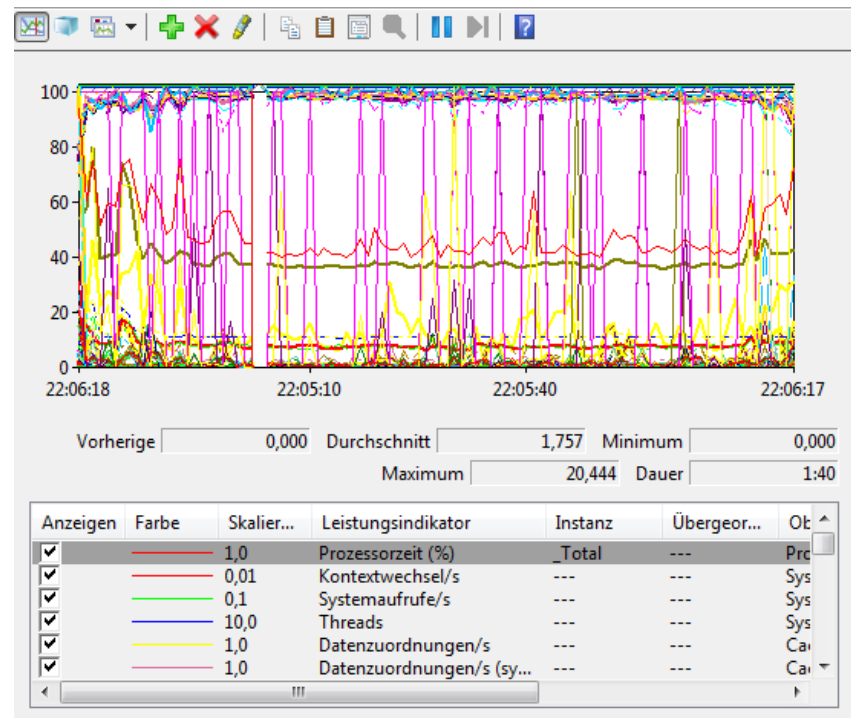 100
80
60
40
20
0
22:06:18 22:05:10 22:05:40 22:06:17
Vorherige 0,000 Durchschnitt 1,757 Minimum 0,000
Maximum 20,444 Dauer 1:40
Anzeigen Farbe Skalier... Leistungsindikator Instanz Übergeor... Ob
1,0 Prozessorzeit (%) _Total --- Pro
0,01 Kontextwechsel/s --- --- Sys
0,1 Systemaufrufe/s --- --- Sys
10,0 Threads --- --- Sys
1,0 Datenzuordnungen/s --- --- Cac
1,0 Datenzuordnungen/s (sy... --- --- Cac